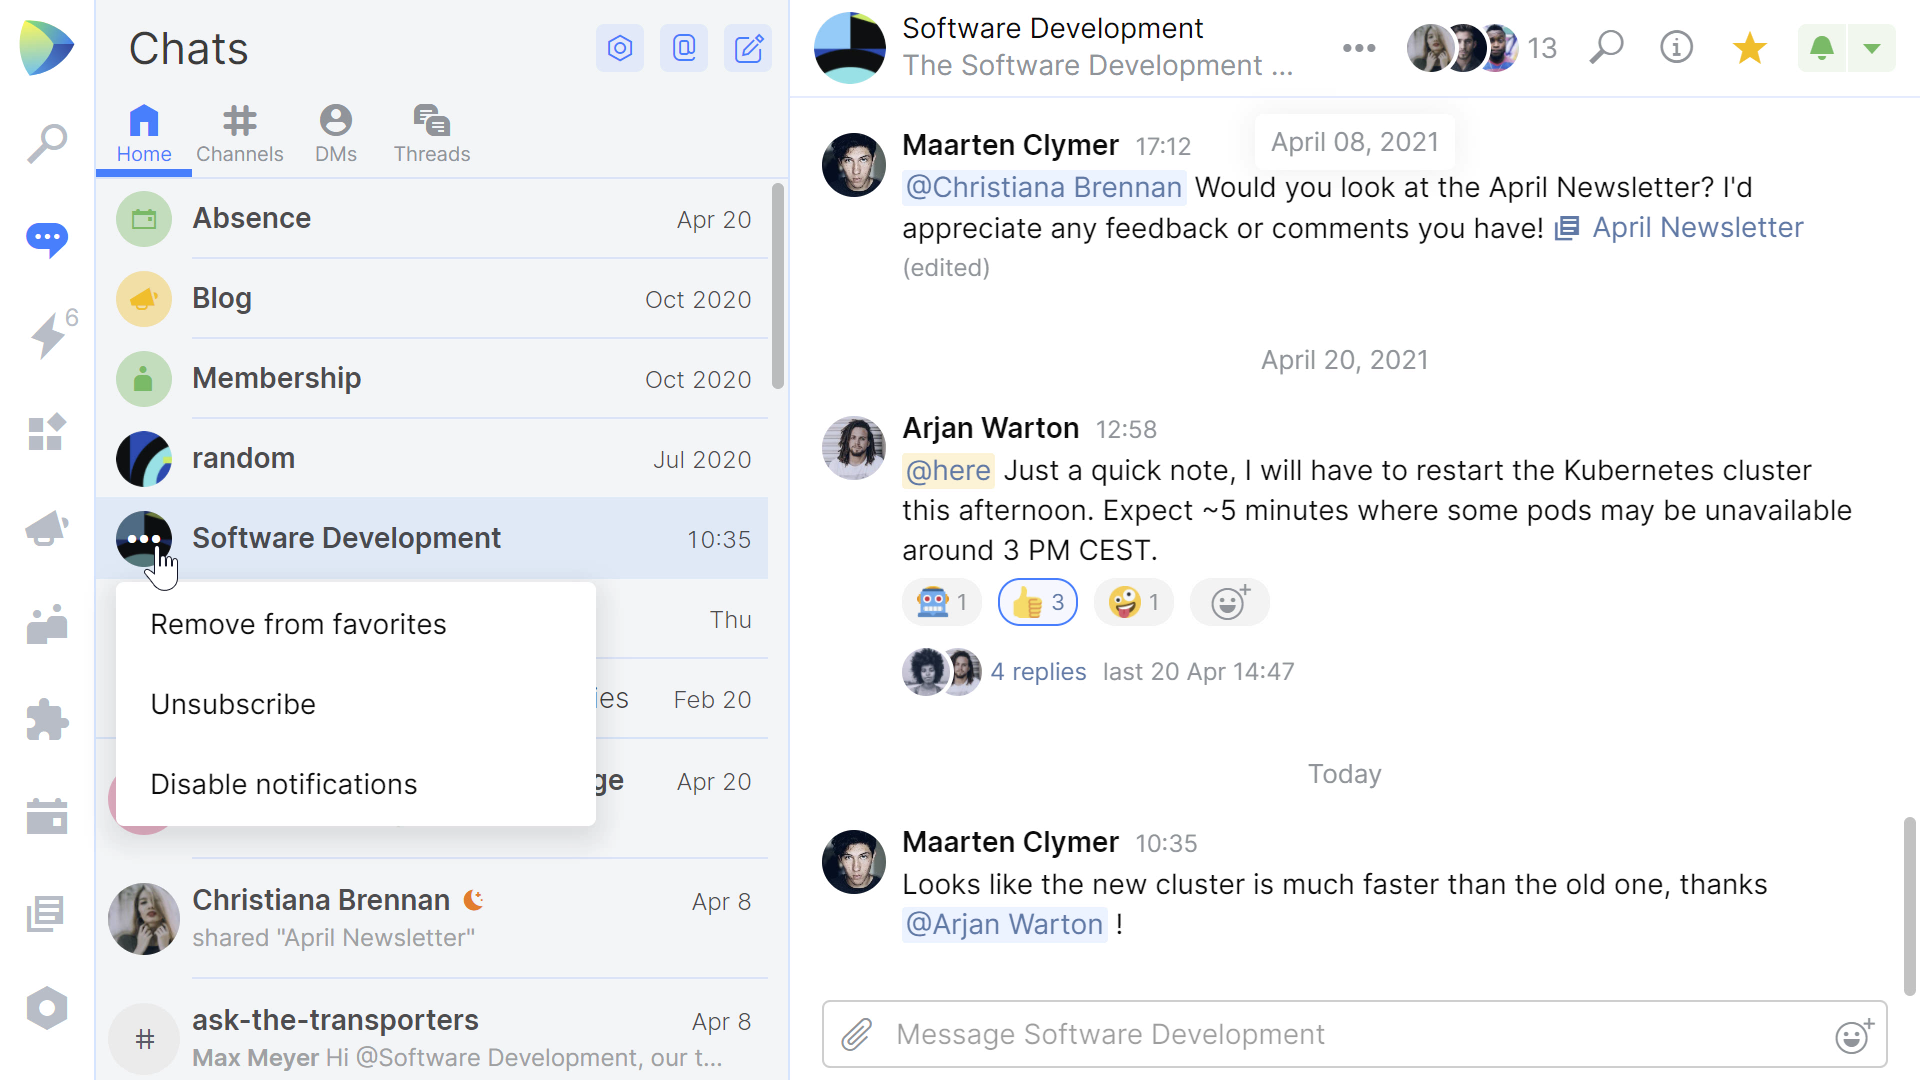 Chats
Home
Channels
DMs
Threads
6
Absence
Apr 20
Blog
Oct 2020
Membership
Oct 2020
random
Jul 2020
Software Development
10:35
Remove from favorites
Thu
Unsubscribe
ies
Feb 20
Disable notifications
ge
Apr 20
Christiana Brennan
Apr 8
shared "April Newsletter"
#
ask-the-transporters
Apr 8
Max Meyer Hi @Software Development, our t...
Software Development
The Software Development ...
13
April 08, 2021
Maarten Clymer 17:12
@Christiana Brennan Would you look at the April Newsletter? I'd
appreciate any feedback or comments you have! April Newsletter
(edited)
April 20, 2021
Arjan Warton 12:58
@here Just a quick note, I will have to restart the Kubernetes cluster
this afternoon. Expect ~5 minutes where some pods may be unavailable
around 3 PM CEST.
1
3
1
4 replies last 20 Apr 14:47
Today
Maarten Clymer 10:35
Looks like the new cluster is much faster than the old one, thanks
@Arjan Warton !
Message Software Development